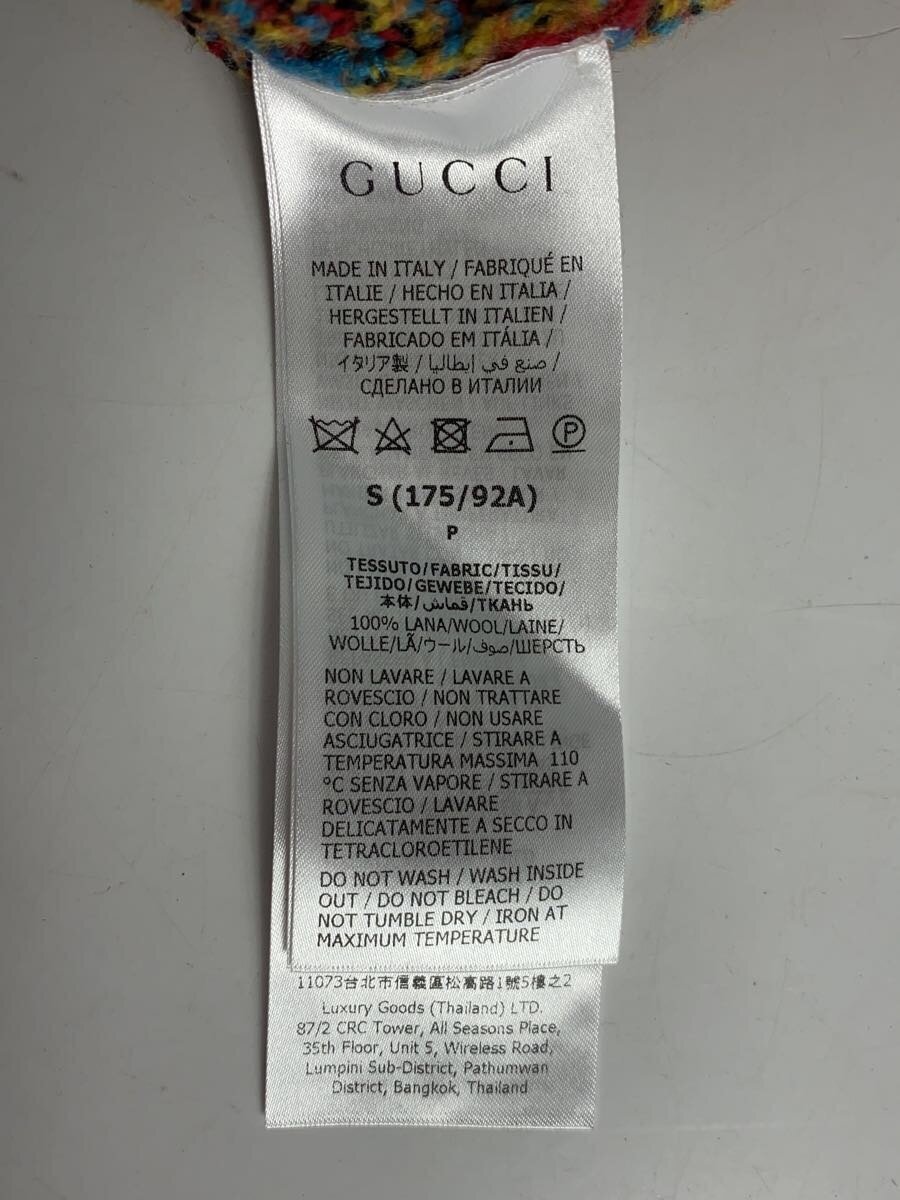 GUCCI
MADE IN ITALY / FABRIQUÉ EN
ITALIE / HECHO EN ITALIA /
HERGESTELLT IN ITALIEN /
FABRICADO EM ITÁLIA /
イタリア製 / صنع في إيطاليا /
СДЕЛАНО В ИТАЛИИ
P
S (175/92A)
P
TESSUTO/FABRIC/TISSU/
TEJIDO/GEWEBE/TECIDO/
本体/قماش/ТКАНЬ
100% LANA/WOOL/LAINE/
WOLLE/LÃ/ウール/صوف/ШЕРСТЬ
NON LAVARE / LAVARE A
ROVESCIO / NON TRATTARE
CON CLORO / NON USARE
ASCIUGATRICE / STIRARE A
TEMPERATURA MASSIMA 110
°C SENZA VAPORE / STIRARE A
ROVESCIO / LAVARE
DELICATAMENTE A SECCO IN
TETRACLOROETILENE
DO NOT WASH / WASH INSIDE
OUT / DO NOT BLEACH / DO
NOT TUMBLE DRY / IRON AT
MAXIMUM TEMPERATURE
11073台北市信義區松高路1號5樓之2
Luxury Goods (Thailand) LTD.
87/2 CRC Tower, All Seasons Place,
35th Floor, Unit 5, Wireless Road,
Lumpini Sub-District, Pathumwan
District, Bangkok, Thailand